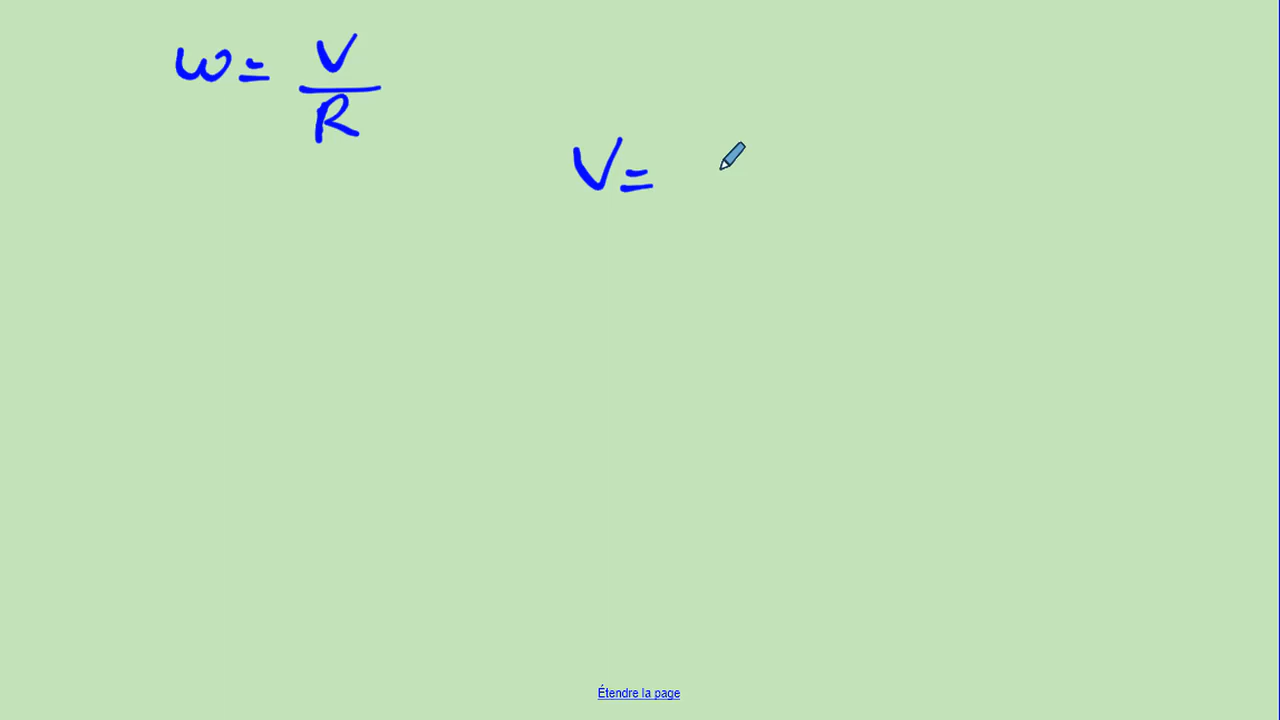 ω = V/R
V =
Étendre la page